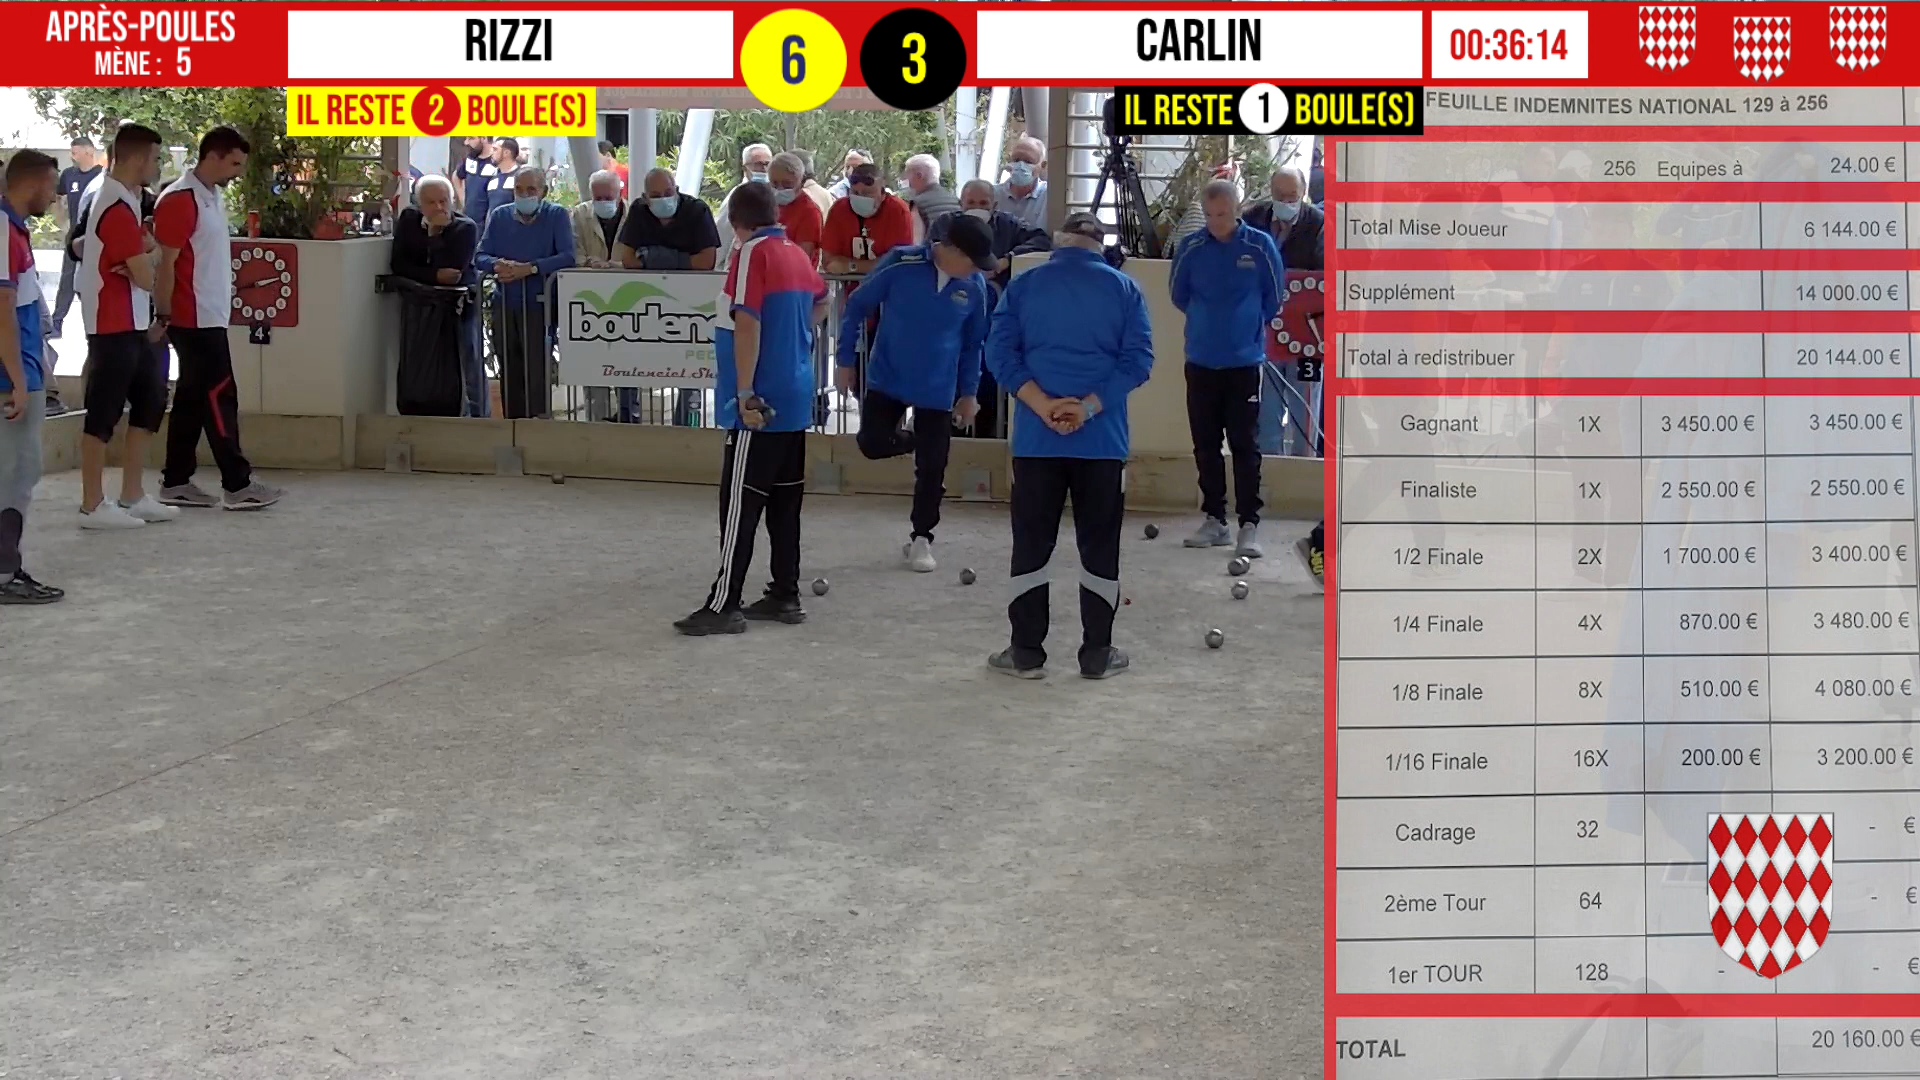 APRÈS-POULES
MÈNE : 5
RIZZI
6
3
CARLIN
00:36:14
IL RESTE 2 BOULE(S)
IL RESTE 1 BOULE(S)
FEUILLE INDEMNITES NATIONAL 129 à 256
256 Equipes à 24.00 €
Total Mise Joueur 6 144.00 €
Supplément 14 000.00 €
Total à redistribuer 20 144.00 €
Gagnant 1X 3 450.00 € 3 450.00 €
Finaliste 1X 2 550.00 € 2 550.00 €
1/2 Finale 2X 1 700.00 € 3 400.00 €
1/4 Finale 4X 870.00 € 3 480.00 €
1/8 Finale 8X 510.00 € 4 080.00 €
1/16 Finale 16X 200.00 € 3 200.00 €
Cadrage 32 - €
2ème Tour 64 - €
1er TOUR 128 - - €
TOTAL 20 160.00 €
boulenc
PE
Boulenciel Sh
4
3